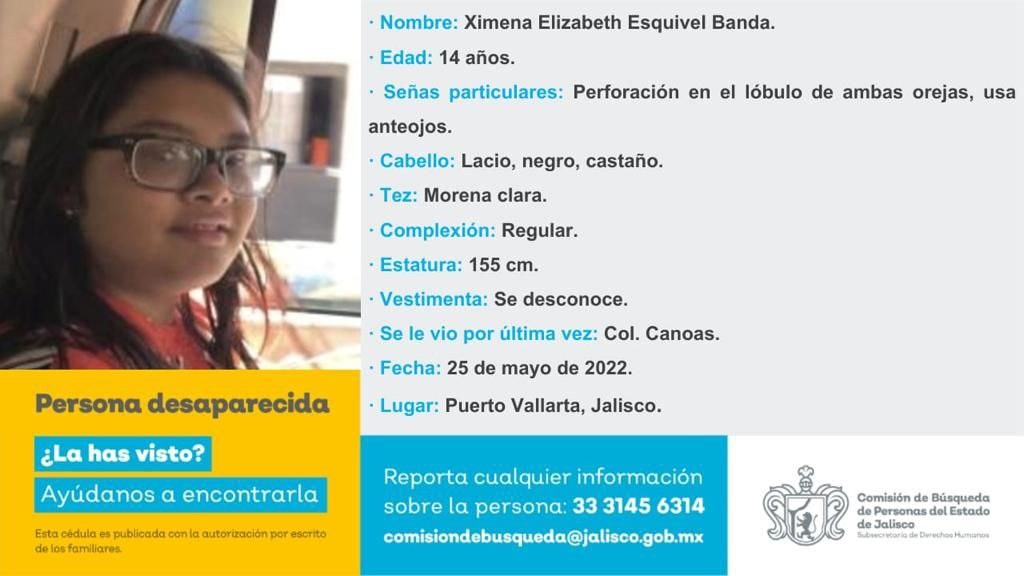 · Nombre: Ximena Elizabeth Esquivel Banda.
· Edad: 14 años.
· Señas particulares: Perforación en el lóbulo de ambas orejas, usa
anteojos.
· Cabello: Lacio, negro, castaño.
· Tez: Morena clara.
· Complexión: Regular.
· Estatura: 155 cm.
· Vestimenta: Se desconoce.
· Se le vio por última vez: Col. Canoas.
· Fecha: 25 de mayo de 2022.
· Lugar: Puerto Vallarta, Jalisco.
Persona desaparecida
¿La has visto?
Ayúdanos a encontrarla
Esta cédula es publicada con la autorización por escrito
de los familiares.
Reporta cualquier información
sobre la persona: 33 3145 6314
comisiondebusqueda@jalisco.gob.mx
Comisión de Búsqueda
de Personas del Estado
de Jalisco
Subsecretaría de Derechos Humanos